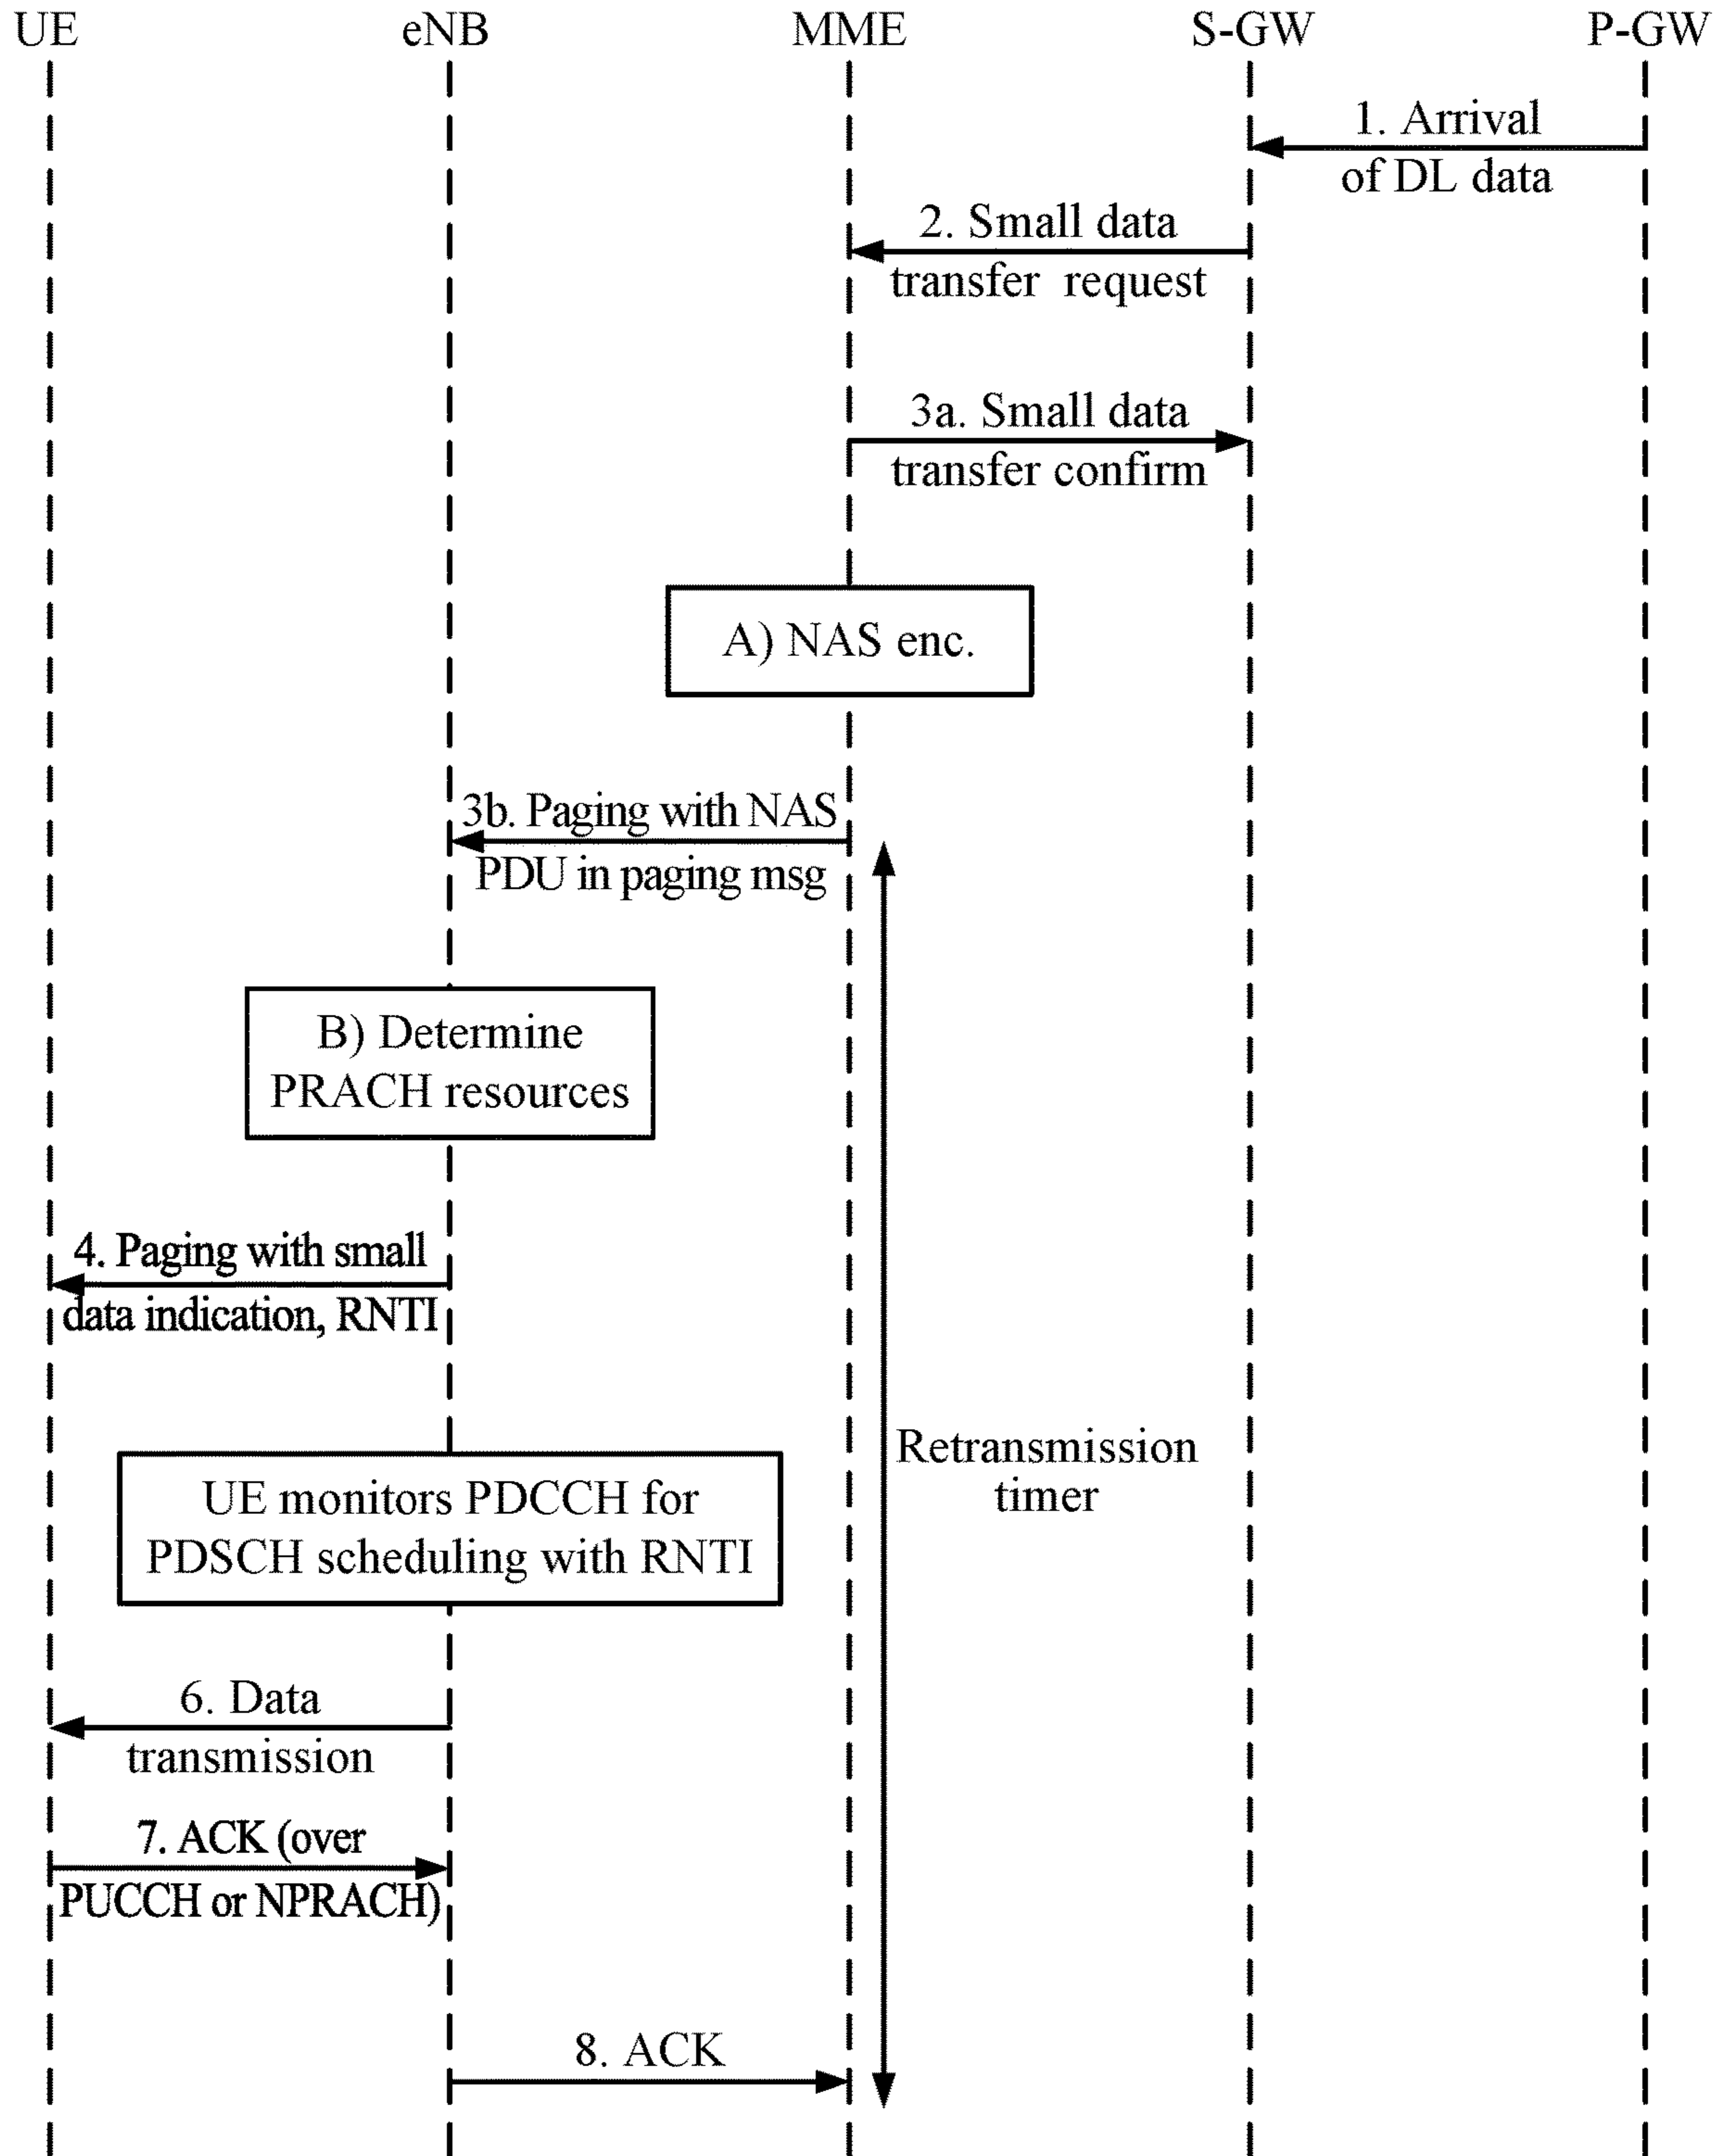 UE eNB MME S-GW P-GW
1. Arrival
of DL data
2. Small data
transfer request
3a. Small data
transfer confirm
A) NAS enc.
3b. Paging with NAS
PDU in paging msg
B) Determine
PRACH resources
4. Paging with small
data indication, RNTI
Retransmission
timer
UE monitors PDCCH for
PDSCH scheduling with RNTI
6. Data
transmission
7. ACK (over
PUCCH or NPRACH)
8. ACK